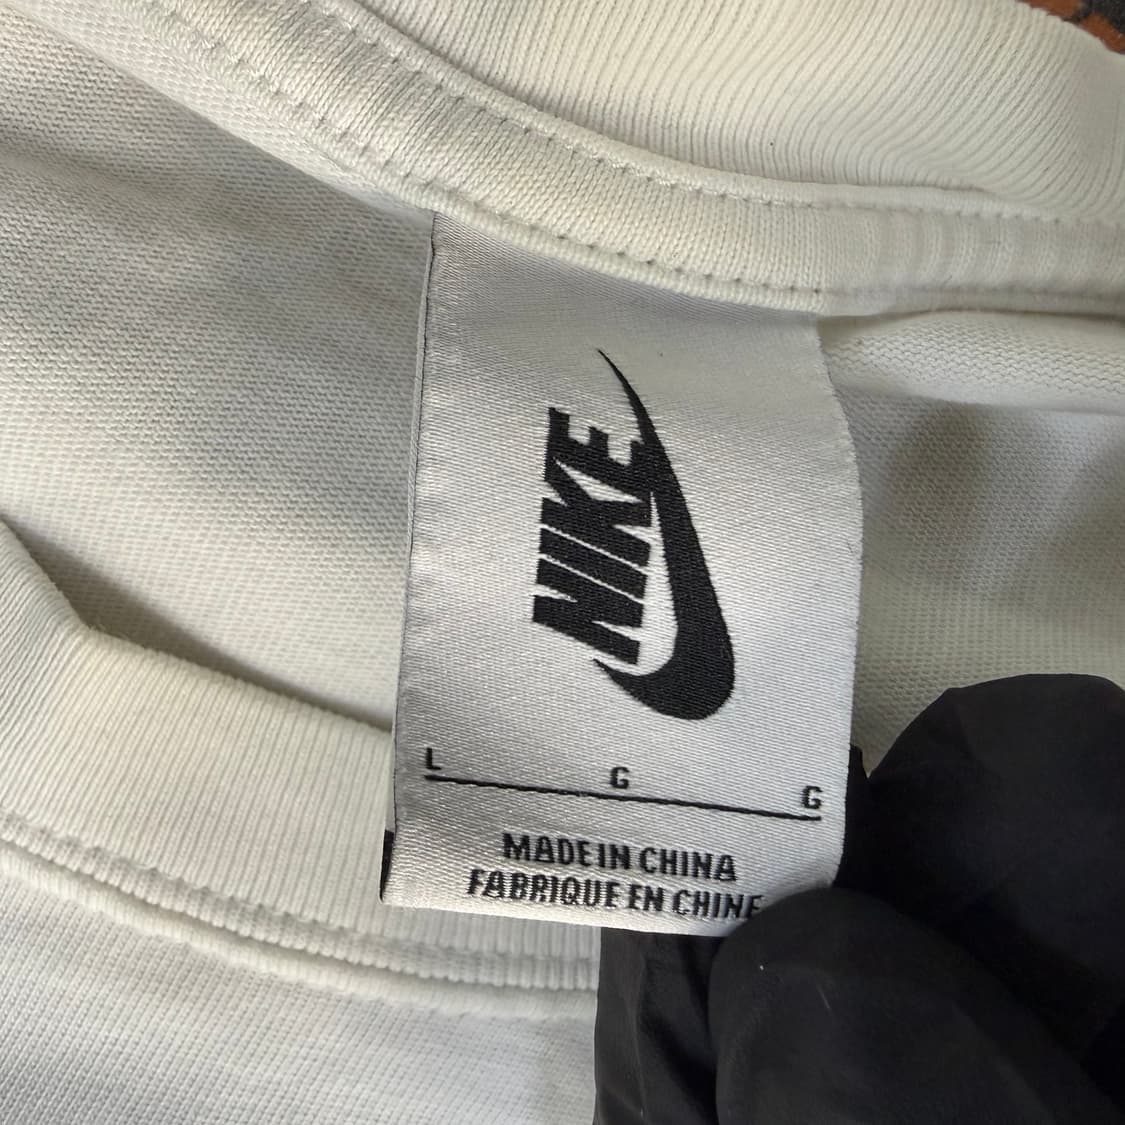 NIKE
L G G
MADE IN CHINA
FABRIQUE EN CHINE